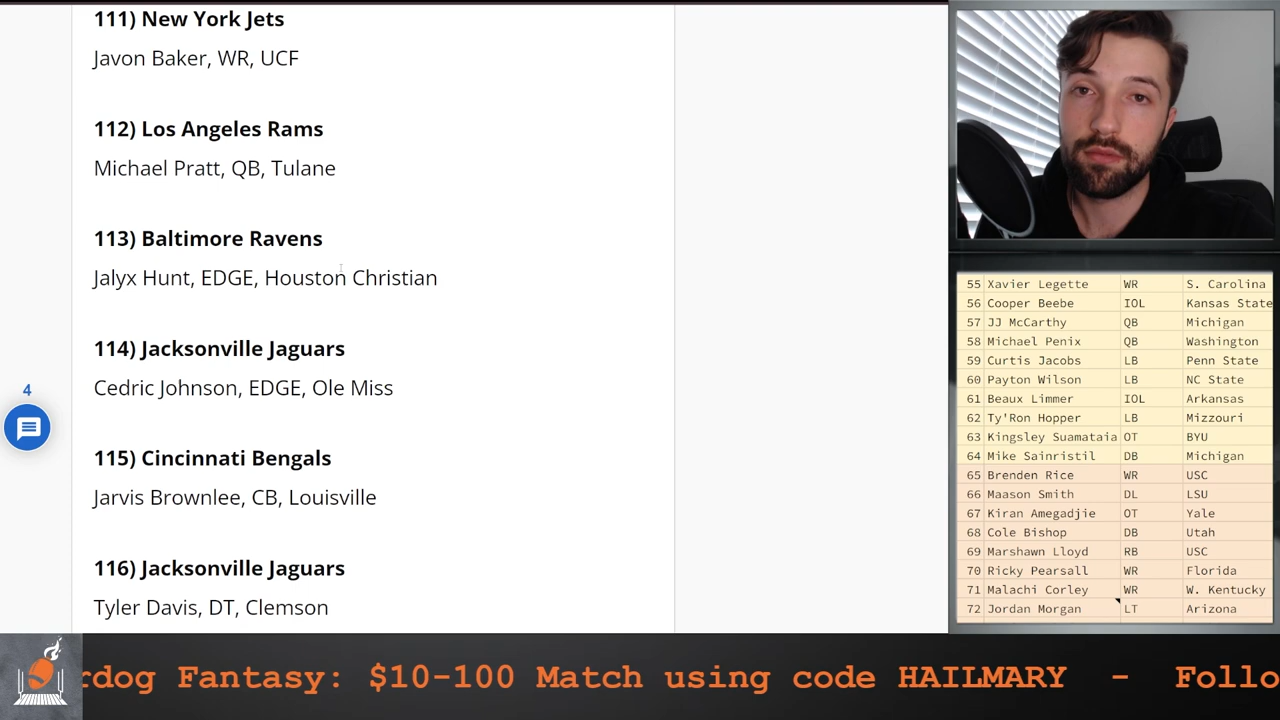 111) New York Jets
Javon Baker, WR, UCF
112) Los Angeles Rams
Michael Pratt, QB, Tulane
113) Baltimore Ravens
Jalyx Hunt, EDGE, Houston Christian
114) Jacksonville Jaguars
Cedric Johnson, EDGE, Ole Miss
115) Cincinnati Bengals
Jarvis Brownlee, CB, Louisville
116) Jacksonville Jaguars
Tyler Davis, DT, Clemson
4
55 Xavier Legette WR S. Carolina
56 Cooper Beebe IOL Kansas State
57 JJ McCarthy QB Michigan
58 Michael Penix QB Washington
59 Curtis Jacobs LB Penn State
60 Payton Wilson LB NC State
61 Beaux Limmer IOL Arkansas
62 Ty'Ron Hopper LB Mizzouri
63 Kingsley Suamataia OT BYU
64 Mike Sainristil DB Michigan
65 Brenden Rice WR USC
66 Maason Smith DL LSU
67 Kiran Amegadjie OT Yale
68 Cole Bishop DB Utah
69 Marshawn Lloyd RB USC
70 Ricky Pearsall WR Florida
71 Malachi Corley WR W. Kentucky
72 Jordan Morgan LT Arizona
rdog Fantasy: $10-100 Match using code HAILMARY - Follo